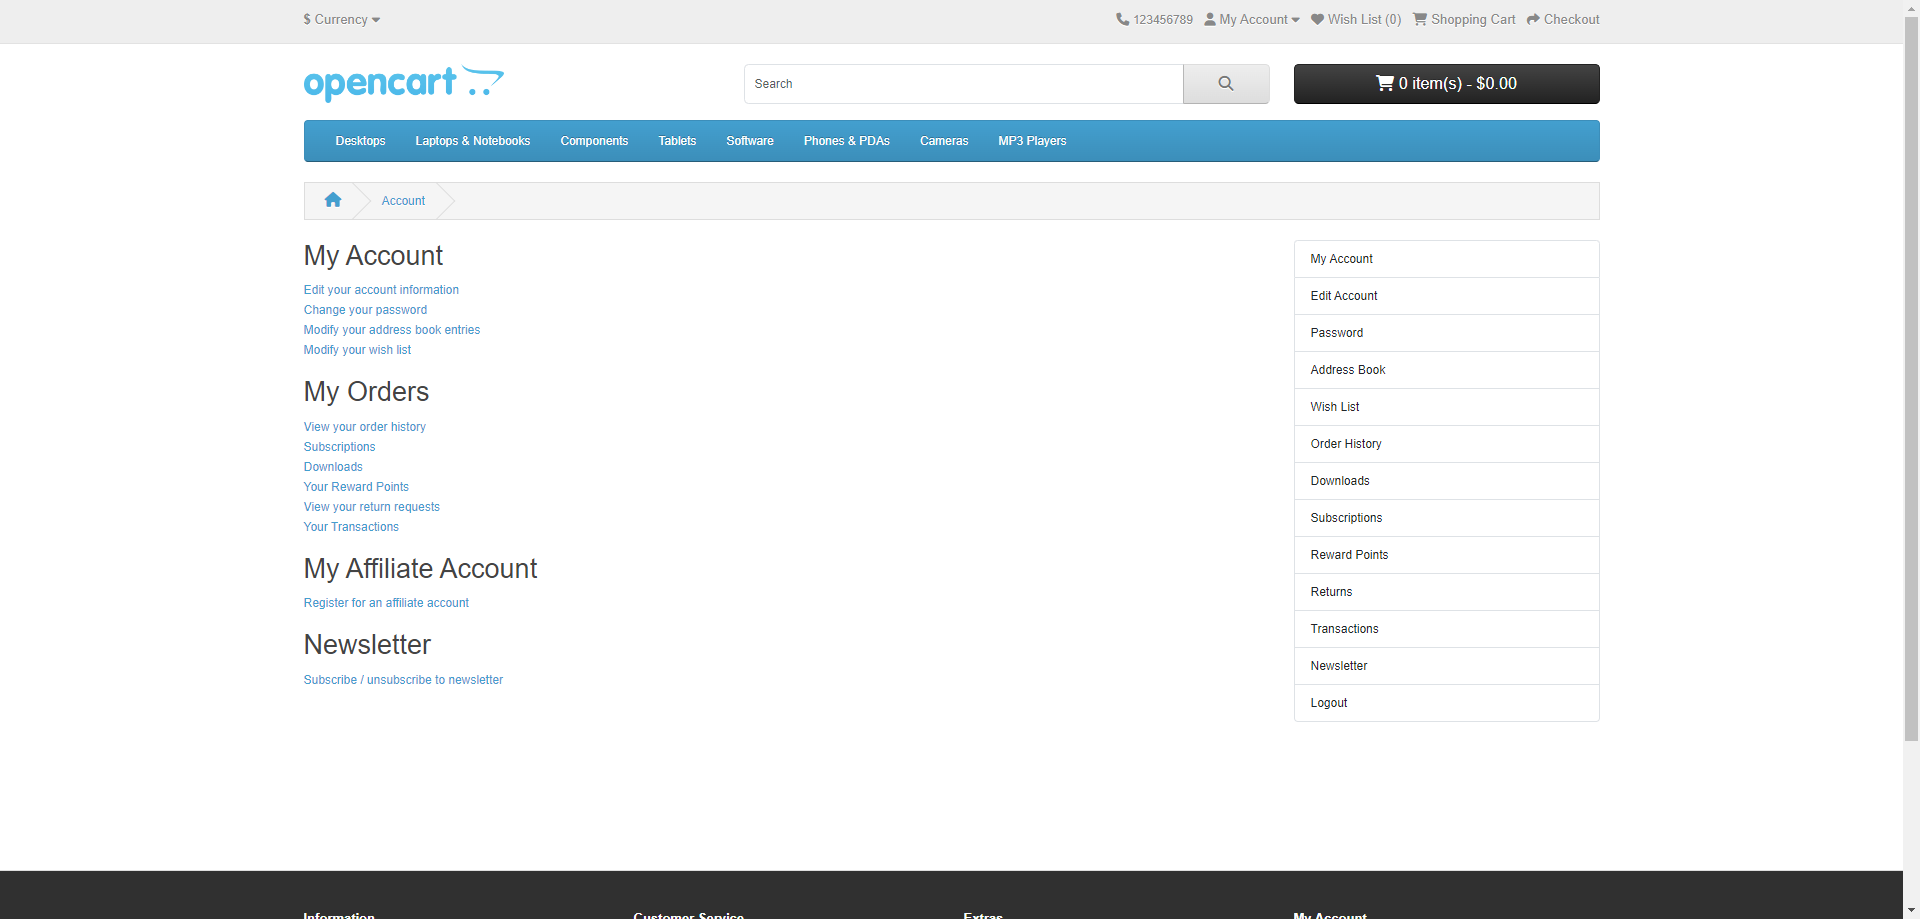 $ Currency
123456789 My Account Wish List (0) Shopping Cart Checkout
opencart
Search
0 item(s) - $0.00
Desktops Laptops & Notebooks Components Tablets Software Phones & PDAs Cameras MP3 Players
Account
My Account
Edit your account information
Change your password
Modify your address book entries
Modify your wish list
My Orders
View your order history
Subscriptions
Downloads
Your Reward Points
View your return requests
Your Transactions
My Affiliate Account
Register for an affiliate account
Newsletter
Subscribe / unsubscribe to newsletter
My Account
Edit Account
Password
Address Book
Wish List
Order History
Downloads
Subscriptions
Reward Points
Returns
Transactions
Newsletter
Logout
Information Customer Service Extras My Account